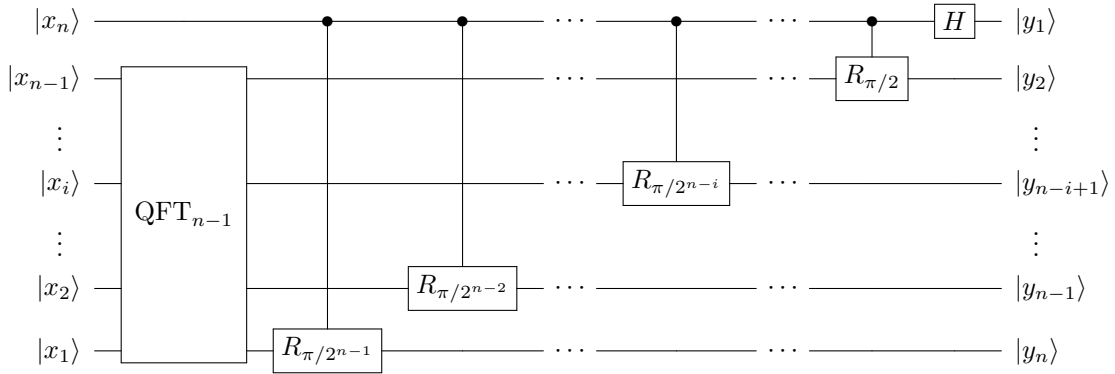 |x_n⟩ ⋯ ⋯ H |y_1⟩
|x_{n−1}⟩ ⋯ ⋯ R_{π/2} |y_2⟩
⋮ ⋮
|x_i⟩ ⋯ R_{π/2^{n−i}} ⋯ |y_{n−i+1}⟩
QFT_{n−1}
⋮ ⋮
|x_2⟩ R_{π/2^{n−2}} ⋯ ⋯ |y_{n−1}⟩
|x_1⟩ R_{π/2^{n−1}} ⋯ ⋯ |y_n⟩